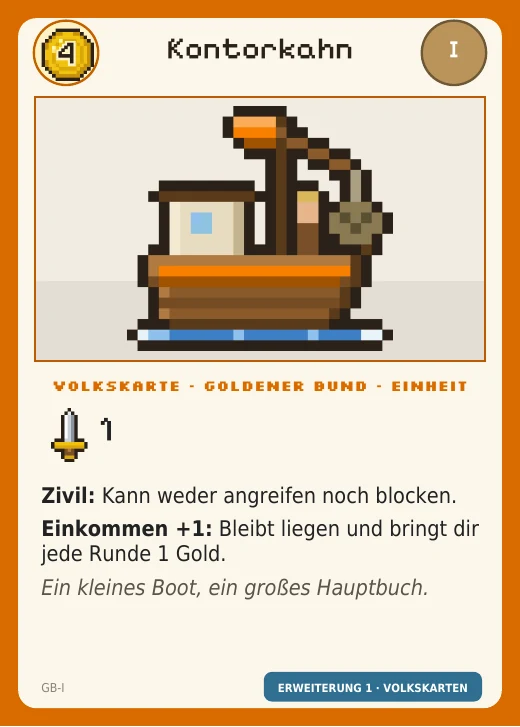 4
Kontorkahn
I
VOLKSKARTE · GOLDENER BUND · EINHEIT
1
Zivil: Kann weder angreifen noch blocken.
Einkommen +1: Bleibt liegen und bringt dir
jede Runde 1 Gold.
Ein kleines Boot, ein großes Hauptbuch.
GB-I
ERWEITERUNG 1 · VOLKSKARTEN